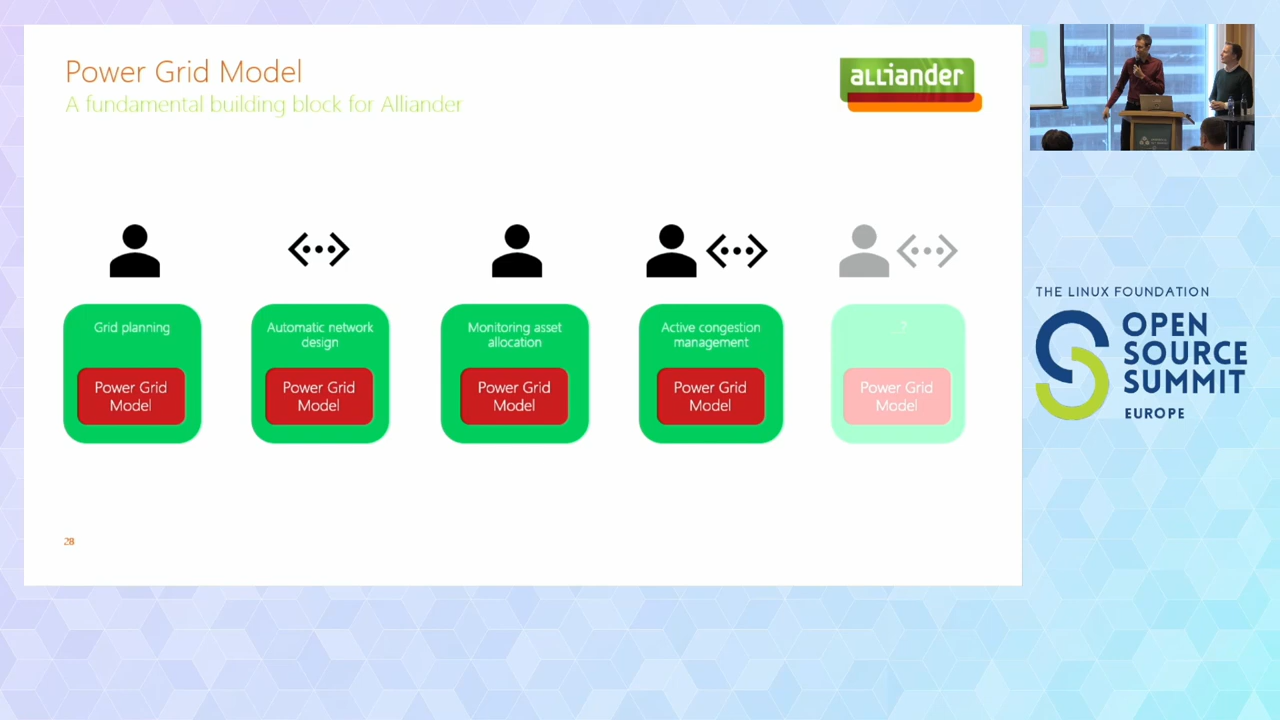 Power Grid Model
A fundamental building block for Alliander
alliander
Grid planning
Power Grid
Model
Automatic network
design
Power Grid
Model
Monitoring asset
allocation
Power Grid
Model
Active congestion
management
Power Grid
Model
...?
Power Grid
Model
28
THE LINUX FOUNDATION
OPEN
SOURCE
SUMMIT
EUROPE